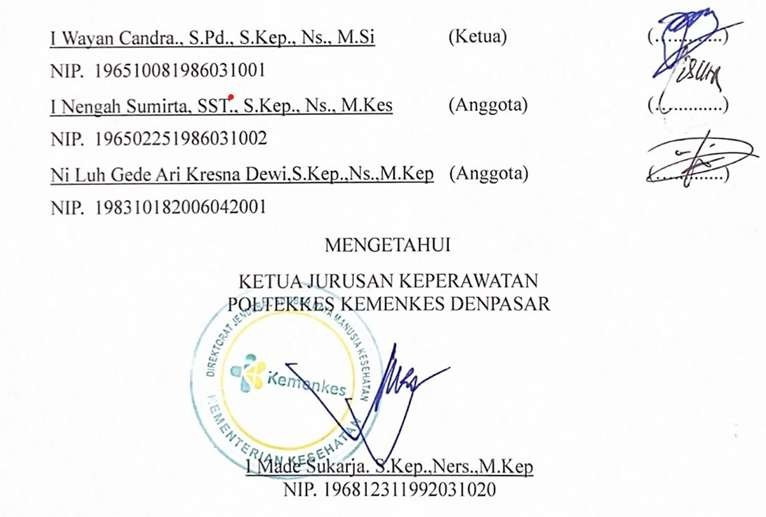 I Wayan Candra., S.Pd., S.Kep., Ns., M.Si (Ketua) (.............)
NIP. 196510081986031001
I Nengah Sumirta, SST., S.Kep., Ns., M.Kes (Anggota) (.............)
NIP. 196502251986031002
Ni Luh Gede Ari Kresna Dewi,S.Kep.,Ns.,M.Kep (Anggota) (.............)
NIP. 198310182006042001
MENGETAHUI
KETUA JURUSAN KEPERAWATAN
POLTEKKES KEMENKES DENPASAR
DIREKTORAT JENDERAL MANUSIA KESEHATAN
Kemenkes
KEMENTERIAN KESEHATAN
I Made Sukarja. S.Kep.,Ners.,M.Kep
NIP. 196812311992031020